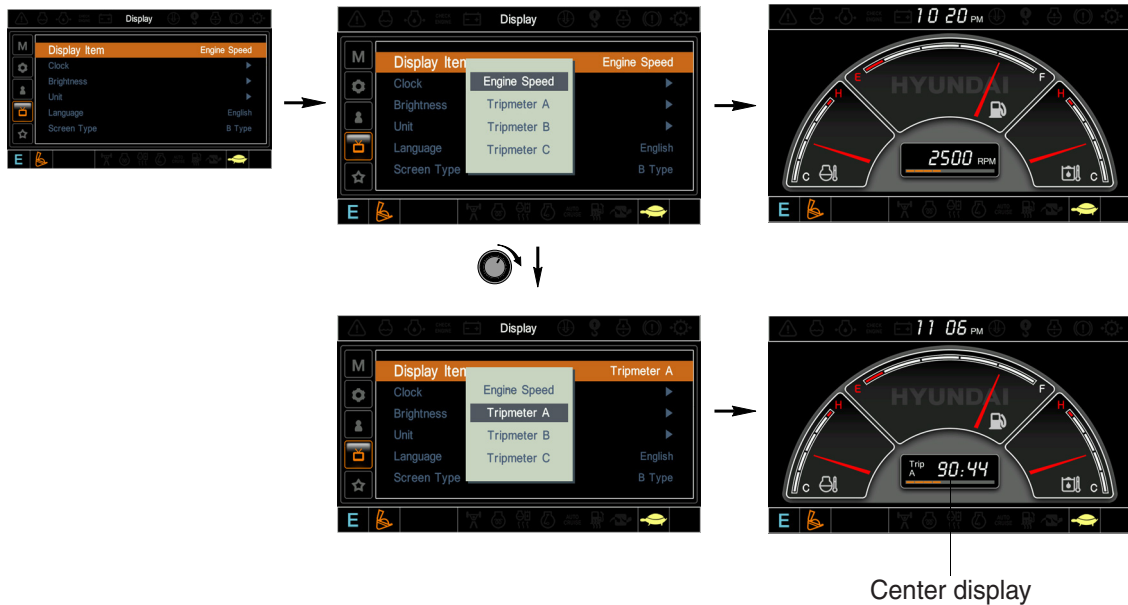 Display
M
Display Item Engine Speed
Clock
Brightness
Unit
Language English
Screen Type B Type
E
Display
M
Display Item Engine Speed
Clock
Brightness
Unit
Language English
Screen Type B Type
Engine Speed
Tripmeter A
Tripmeter B
Tripmeter C
E
10 20 PM
HYUNDAI
E F
H H
C C
2500 RPM
E
Display
M
Display Item Tripmeter A
Clock
Brightness
Unit
Language English
Screen Type B Type
Engine Speed
Tripmeter A
Tripmeter B
Tripmeter C
E
11 06 PM
HYUNDAI
E F
H H
C C
Trip
A 90:44
E
Center display